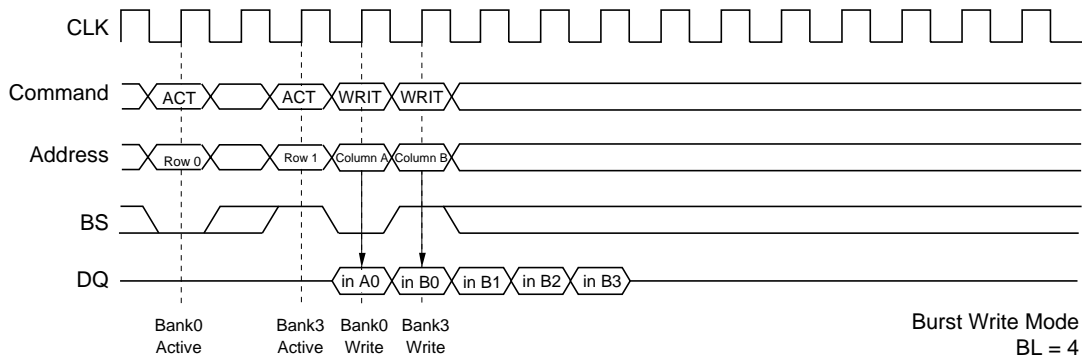 CLK
Command ACT ACT WRIT WRIT
Address Row 0 Row 1 Column A Column B
BS
DQ in A0 in B0 in B1 in B2 in B3
Bank0 Bank3 Bank0 Bank3
Active Active Write Write
Burst Write Mode
BL = 4